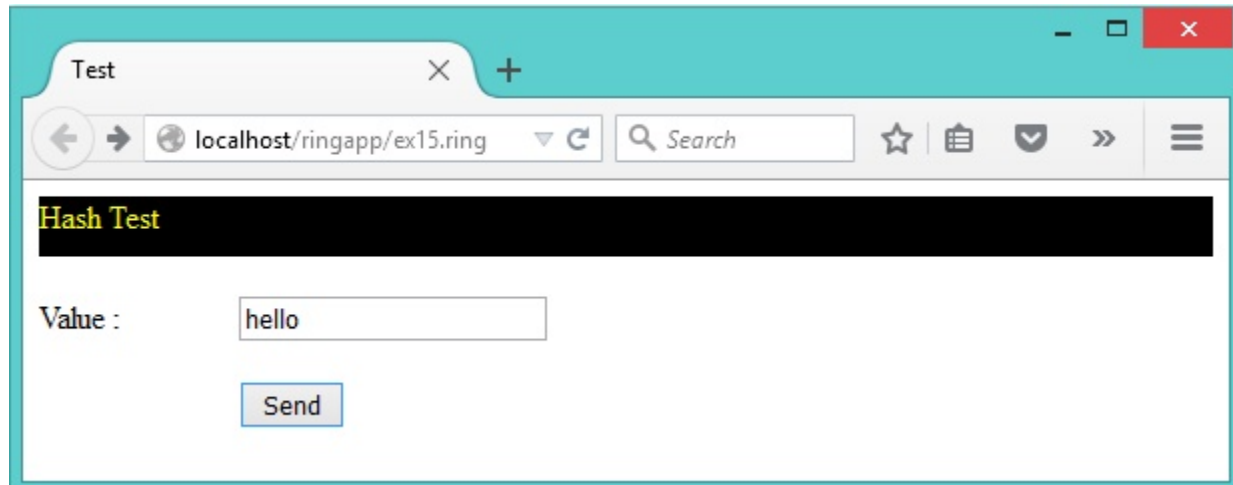 Test
localhost/ringapp/ex15.ring
Search
Hash Test
Value :
hello
Send